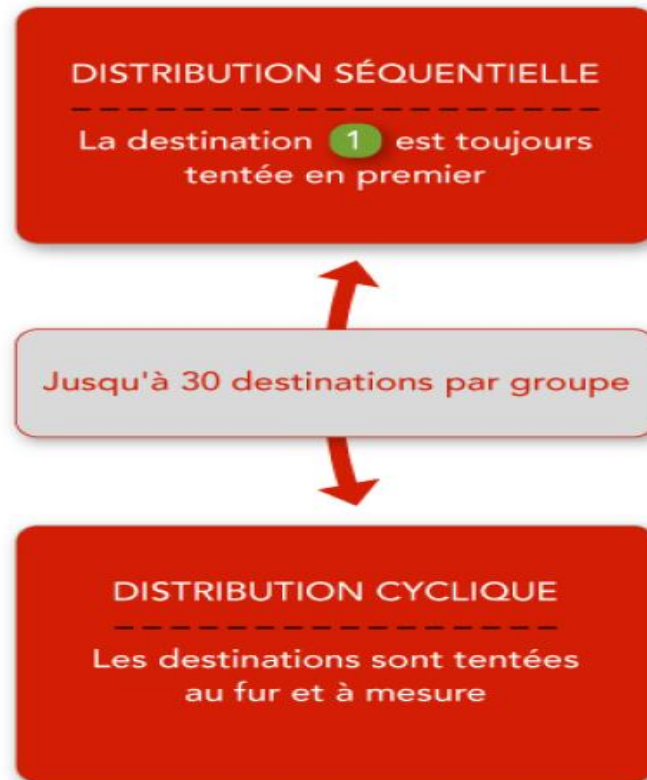 DISTRIBUTION SÉQUENTIELLE
La destination 1 est toujours
tentée en premier
Jusqu'à 30 destinations par groupe
DISTRIBUTION CYCLIQUE
Les destinations sont tentées
au fur et à mesure